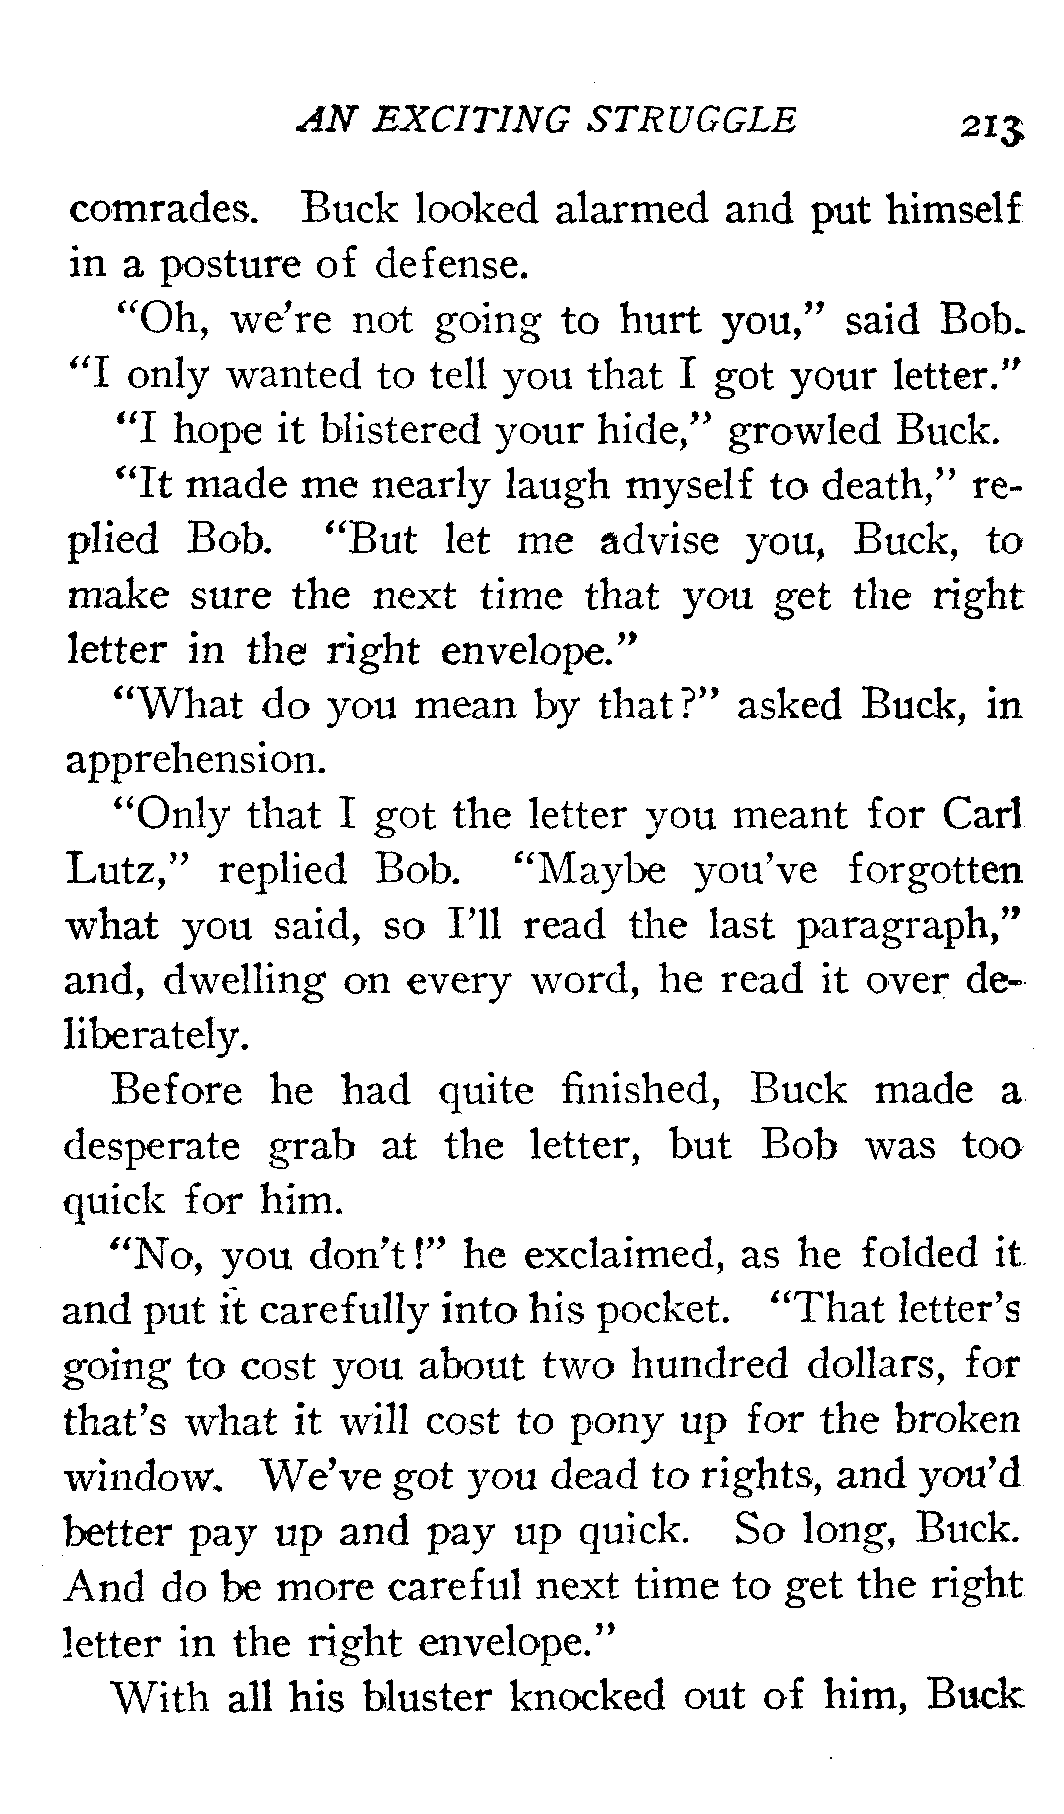 AN EXCITING STRUGGLE 213
comrades. Buck looked alarmed and put himself
in a posture of defense.
"Oh, we're not going to hurt you," said Bob.
"I only wanted to tell you that I got your letter."
"I hope it blistered your hide," growled Buck.
"It made me nearly laugh myself to death," re-
plied Bob. "But let me advise you, Buck, to
make sure the next time that you get the right
letter in the right envelope."
"What do you mean by that?" asked Buck, in
apprehension.
"Only that I got the letter you meant for Carl
Lutz," replied Bob. "Maybe you've forgotten
what you said, so I'll read the last paragraph,"
and, dwelling on every word, he read it over de-
liberately.
Before he had quite finished, Buck made a
desperate grab at the letter, but Bob was too
quick for him.
"No, you don't!" he exclaimed, as he folded it
and put it carefully into his pocket. "That letter's
going to cost you about two hundred dollars, for
that's what it will cost to pony up for the broken
window. We've got you dead to rights, and you'd
better pay up and pay up quick. So long, Buck.
And do be more careful next time to get the right
letter in the right envelope."
With all his bluster knocked out of him, Buck